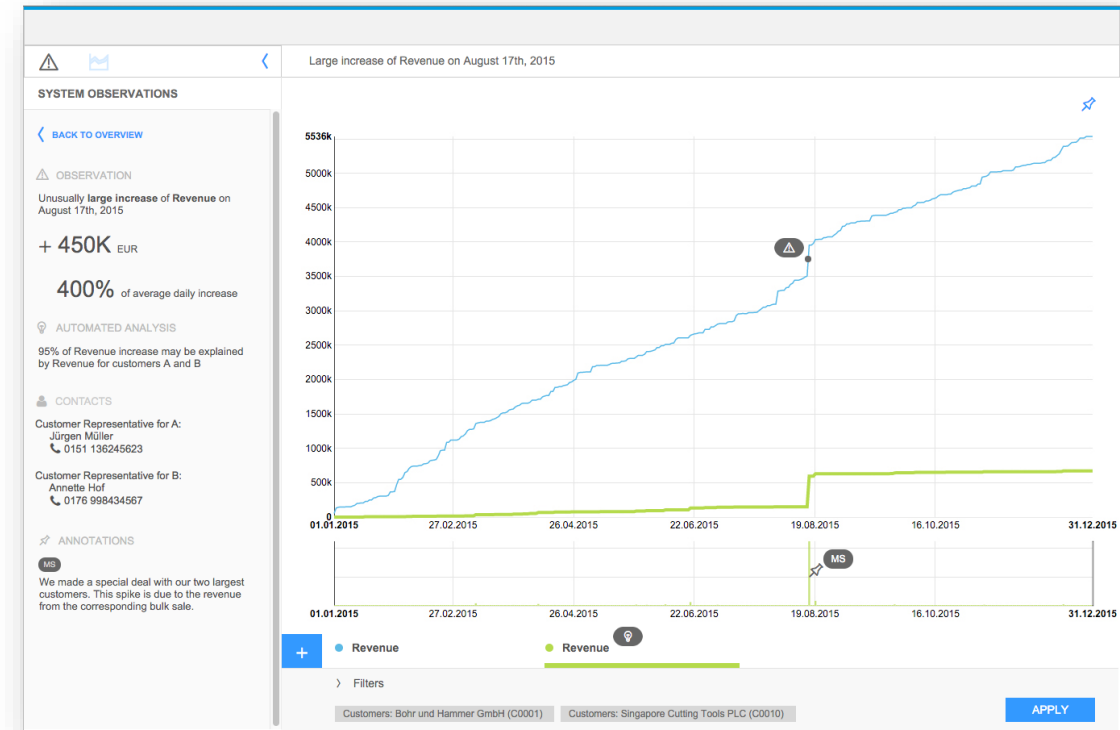 Large increase of Revenue on August 17th, 2015
SYSTEM OBSERVATIONS
BACK TO OVERVIEW
OBSERVATION
Unusually large increase of Revenue on
August 17th, 2015
+ 450K EUR
400% of average daily increase
AUTOMATED ANALYSIS
95% of Revenue increase may be explained
by Revenue for customers A and B
CONTACTS
Customer Representative for A:
Jürgen Müller
0151 136245623
Customer Representative for B:
Annette Hof
0176 998434567
ANNOTATIONS
MS
We made a special deal with our two largest
customers. This spike is due to the revenue
from the corresponding bulk sale.
5536k
5000k
4500k
4000k
3500k
3000k
2500k
2000k
1500k
1000k
500k
0
01.01.2015 27.02.2015 26.04.2015 22.06.2015 19.08.2015 16.10.2015 31.12.2015
MS
01.01.2015 27.02.2015 26.04.2015 22.06.2015 19.08.2015 16.10.2015 31.12.2015
+ Revenue Revenue
Filters
Customers: Bohr und Hammer GmbH (C0001) Customers: Singapore Cutting Tools PLC (C0010)
APPLY